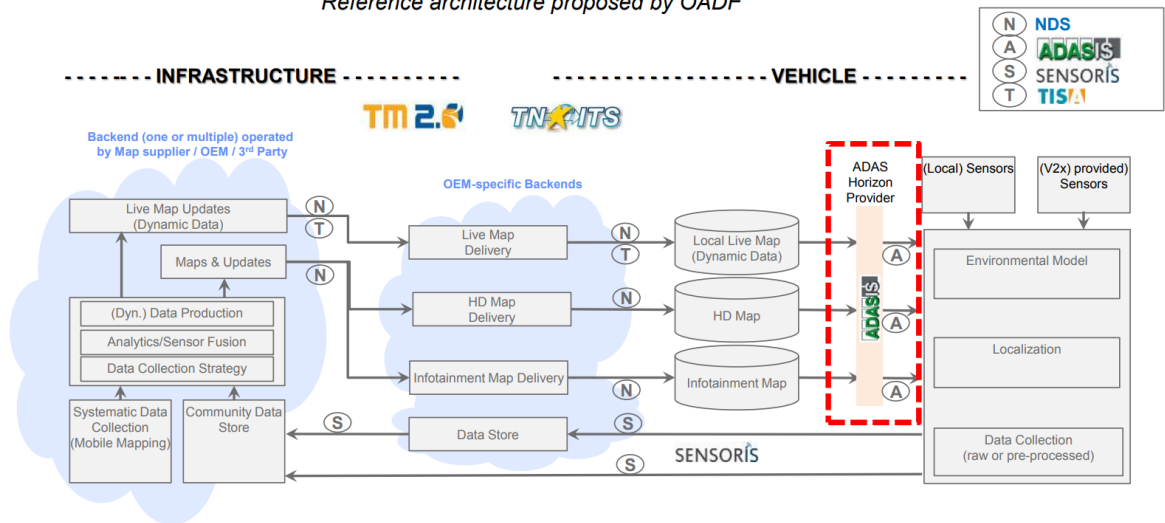 Reference architecture proposed by OADF
N NDS
A ADASIS
S SENSORÍS
T TISA
INFRASTRUCTURE
VEHICLE
TM 2.0
TN-ITS
Backend (one or multiple) operated
by Map supplier / OEM / 3rd Party
OEM-specific Backends
ADAS
Horizon
Provider
(Local) Sensors
(V2x) provided)
Sensors
Live Map Updates
(Dynamic Data)
N
T
Live Map
Delivery
N
T
Local Live Map
(Dynamic Data)
A
Environmental Model
Maps & Updates
N
(Dyn.) Data Production
Analytics/Sensor Fusion
Data Collection Strategy
HD Map
Delivery
N
HD Map
ADASIS
A
Localization
Infotainment Map Delivery
N
Infotainment Map
A
Systematic Data
Collection
(Mobile Mapping)
Community Data
Store
S
Data Store
S
SENSORÍS
S
Data Collection
(raw or pre-processed)